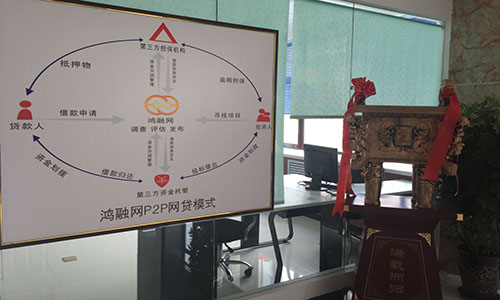 第三方担保机构
抵押物
逾期担保
贷款人
借款申请
鸿融网
调查 评估 发布
寻找项目
投资人
资金划拨
借款归还
投标借出
资金划拨
第三方资金托管
鸿融网P2P网贷模式